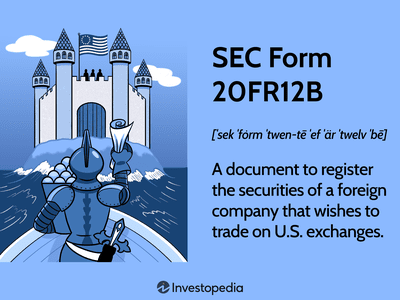 SEC Form
20FR12B
['sek 'fórm 'twen-tē 'ef 'är 'twelv 'bē]
A document to register
the securities of a foreign
company that wishes to
trade on U.S. exchanges.
Investopedia